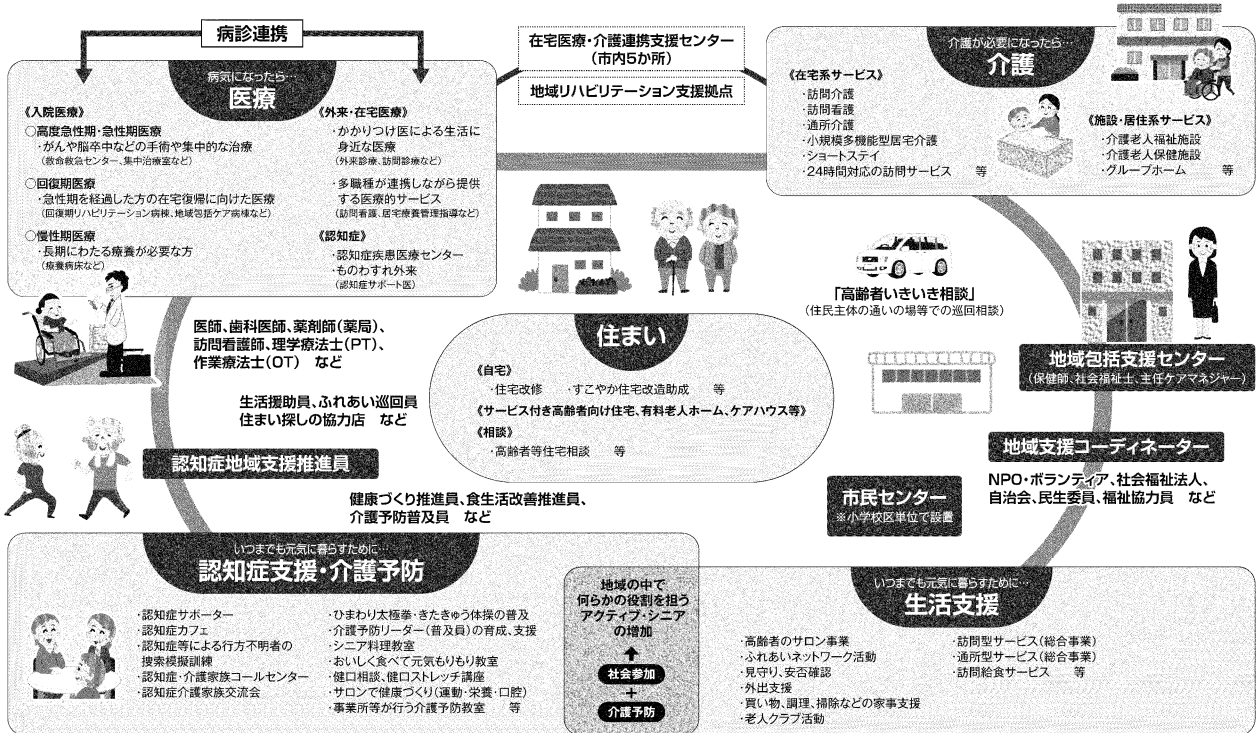 病診連携
在宅医療・介護連携支援センター
(市内5か所)
地域リハビリテーション支援拠点
病気になったら…
医療
《入院医療》
○高度急性期・急性期医療
・がんや脳卒中などの手術や集中的な治療
(救命救急センター、集中治療室など)
○回復期医療
・急性期を経過した方の在宅復帰に向けた医療
(回復期リハビリテーション病棟、地域包括ケア病棟など)
○慢性期医療
・長期にわたる療養が必要な方
(療養病床など)
《外来・在宅医療》
・かかりつけ医による生活に
身近な医療
(外来診療、訪問診療など)
・多職種が連携しながら提供
する医療的サービス
(訪問看護、居宅療養管理指導など)
《認知症》
・認知症疾患医療センター
・ものわすれ外来
(認知症サポート医)
介護が必要になったら…
介護
《在宅系サービス》
・訪問介護
・訪問看護
・通所介護
・小規模多機能型居宅介護
・ショートステイ
・24時間対応の訪問サービス 等
《施設・居住系サービス》
・介護老人福祉施設
・介護老人保健施設
・グループホーム 等
「高齢者いきいき相談」
(住民主体の通いの場等での巡回相談)
地域包括支援センター
(保健師、社会福祉士、主任ケアマネジャー)
医師、歯科医師、薬剤師(薬局)、
訪問看護師、理学療法士(PT)、
作業療法士(OT) など
生活援助員、ふれあい巡回員
住まい探しの協力店 など
住まい
《自宅》
・住宅改修 ・すこやか住宅改造助成 等
《サービス付き高齢者向け住宅、有料老人ホーム、ケアハウス等》
《相談》
・高齢者等住宅相談 等
認知症地域支援推進員
地域支援コーディネーター
NPO・ボランティア、社会福祉法人、
自治会、民生委員、福祉協力員 など
市民センター
※小学校区単位で設置
健康づくり推進員、食生活改善推進員、
介護予防普及員 など
いつまでも元気に暮らすために…
認知症支援・介護予防
・認知症サポーター
・認知症カフェ
・認知症等による行方不明者の
捜索模擬訓練
・認知症・介護家族コールセンター
・認知症介護家族交流会
・ひまわり太極拳・きたきゅう体操の普及
・介護予防リーダー(普及員)の育成、支援
・シニア料理教室
・おいしく食べて元気もりもり教室
・健口相談、健口ストレッチ講座
・サロンで健康づくり(運動・栄養・口腔)
・事業所等が行う介護予防教室 等
地域の中で
何らかの役割を担う
アクティブ・シニア
の増加
社会参加
+
介護予防
いつまでも元気に暮らすために…
生活支援
・高齢者のサロン事業
・ふれあいネットワーク活動
・見守り、安否確認
・外出支援
・買い物、調理、掃除などの家事支援
・老人クラブ活動
・訪問型サービス(総合事業)
・通所型サービス(総合事業)
・訪問給食サービス 等